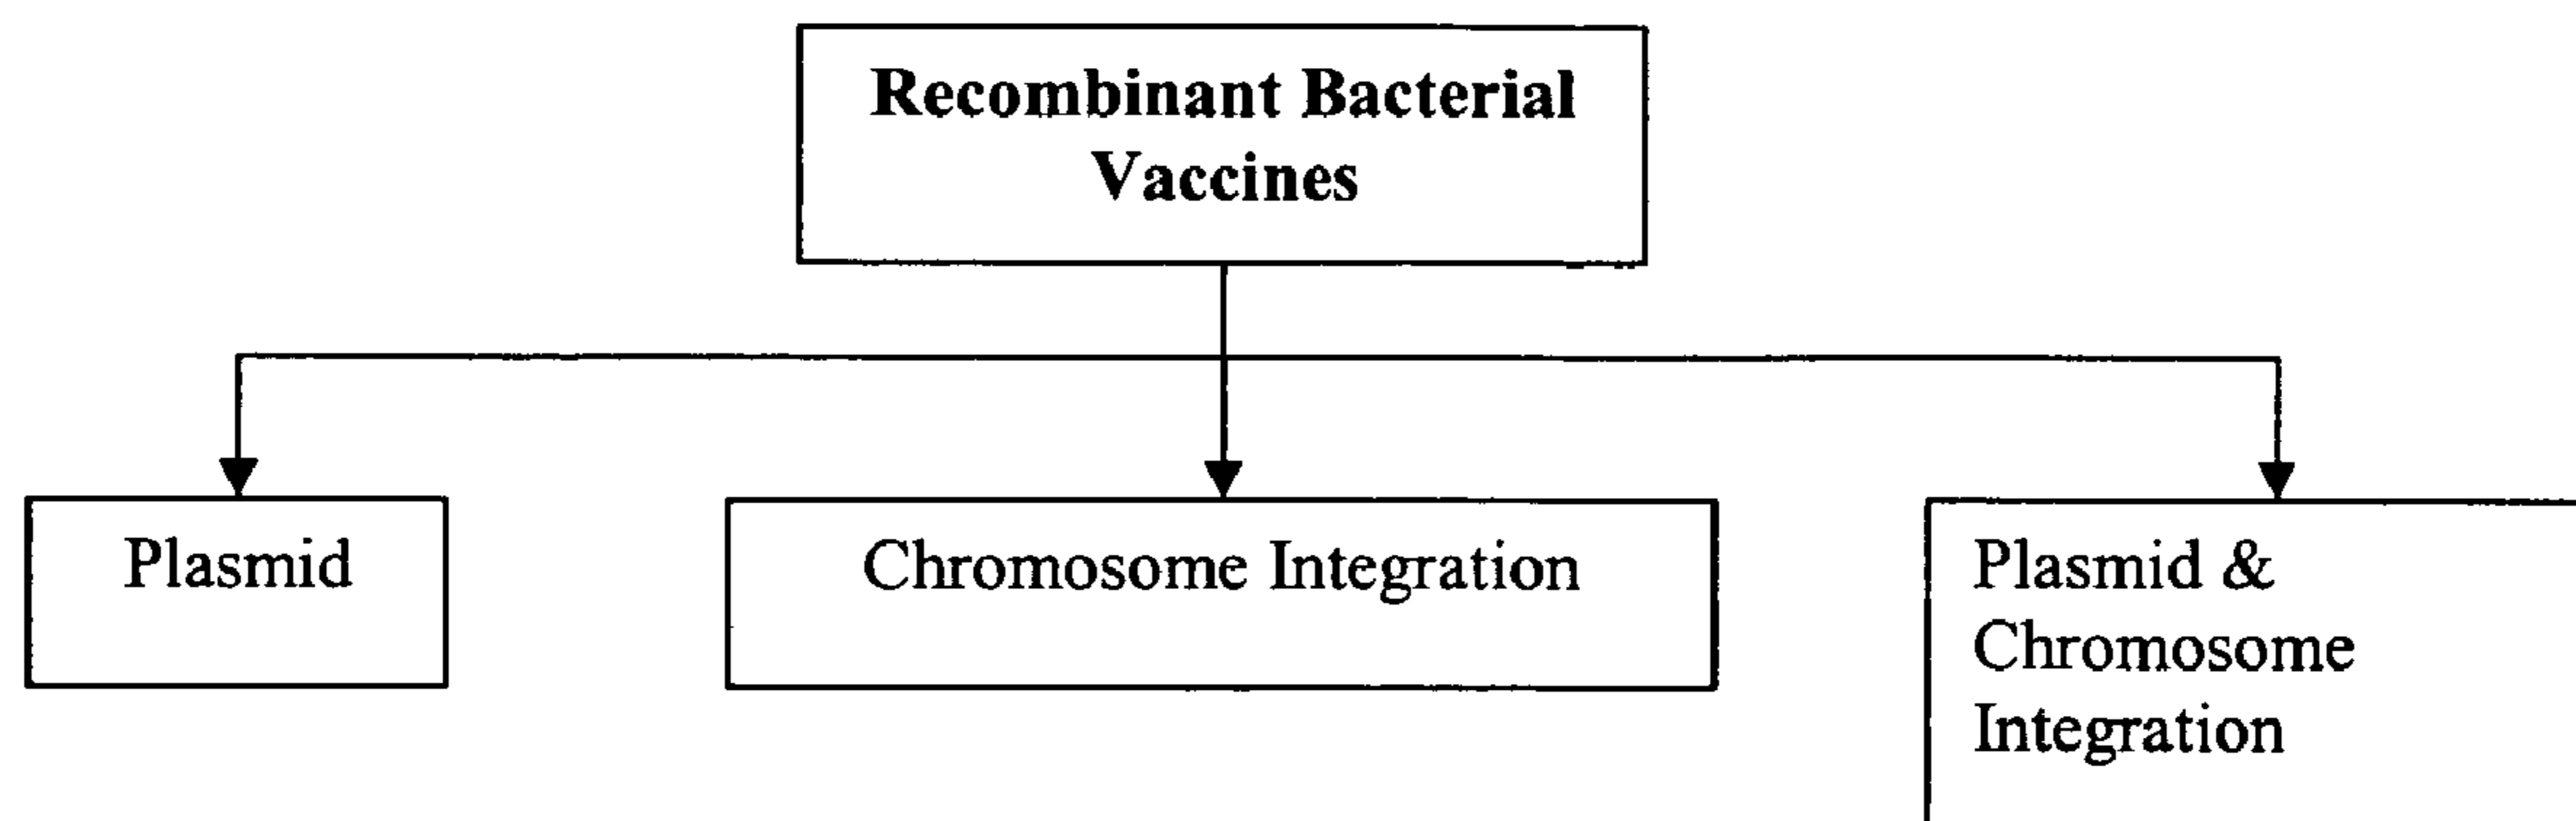 Recombinant Bacterial
Vaccines
Plasmid
Chromosome Integration
Plasmid &
Chromosome
Integration